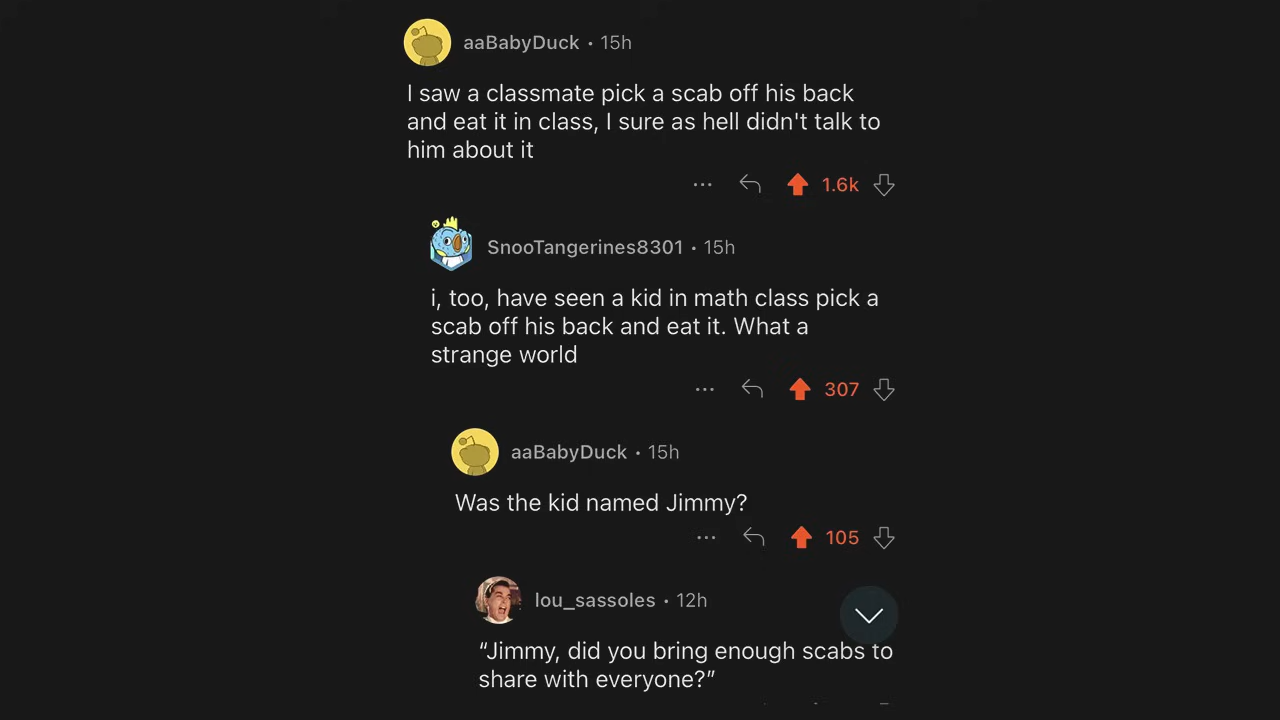 aaBabyDuck • 15h
I saw a classmate pick a scab off his back
and eat it in class, I sure as hell didn't talk to
him about it
... 1.6k
SnooTangerines8301 • 15h
i, too, have seen a kid in math class pick a
scab off his back and eat it. What a
strange world
... 307
aaBabyDuck • 15h
Was the kid named Jimmy?
... 105
lou_sassoles • 12h
“Jimmy, did you bring enough scabs to
share with everyone?”